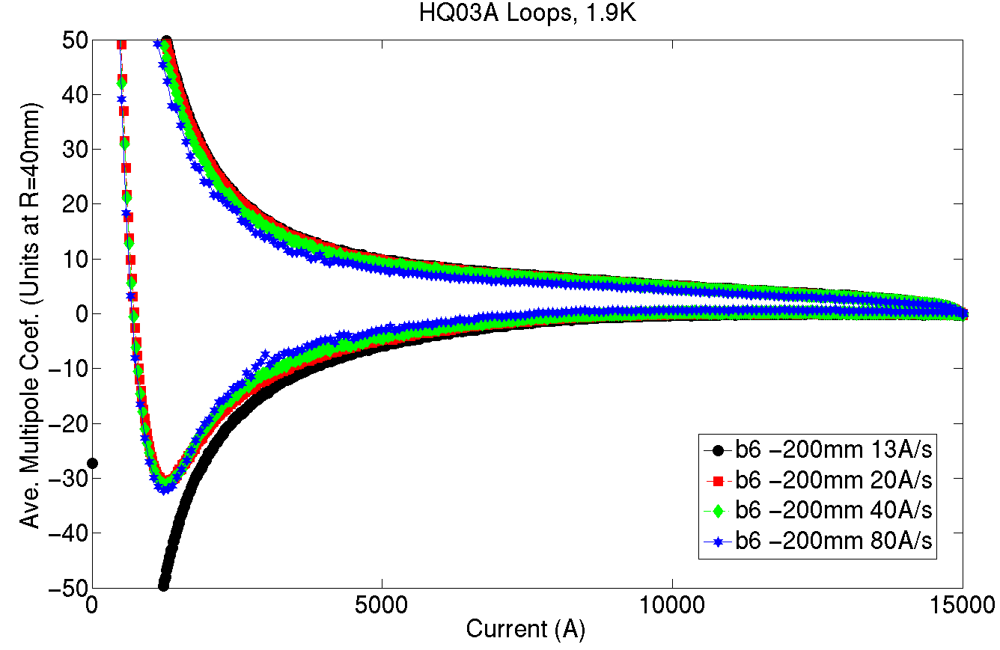 HQ03A Loops, 1.9K
Ave. Multipole Coef. (Units at R=40mm)
50
40
30
20
10
0
−10
−20
−30
−40
−50
b6 −200mm 13A/s
b6 −200mm 20A/s
b6 −200mm 40A/s
b6 −200mm 80A/s
0 5000 10000 15000
Current (A)